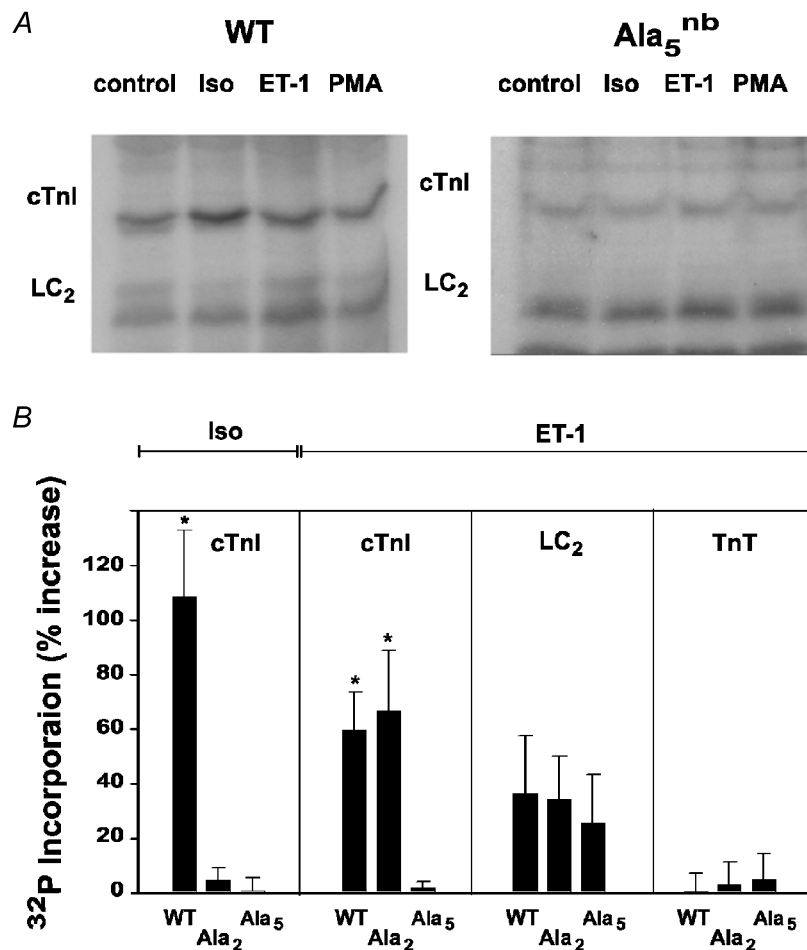 A
WT
Ala5nb
control Iso ET-1 PMA
control Iso ET-1 PMA
cTnI
cTnI
LC2
LC2
B
Iso
ET-1
32P Incorporaion (% increase)
cTnI
cTnI
LC2
TnT
120
100
80
60
40
20
0
*
*
*
WT Ala5 WT Ala5 WT Ala5 WT Ala5
Ala2 Ala2 Ala2 Ala2